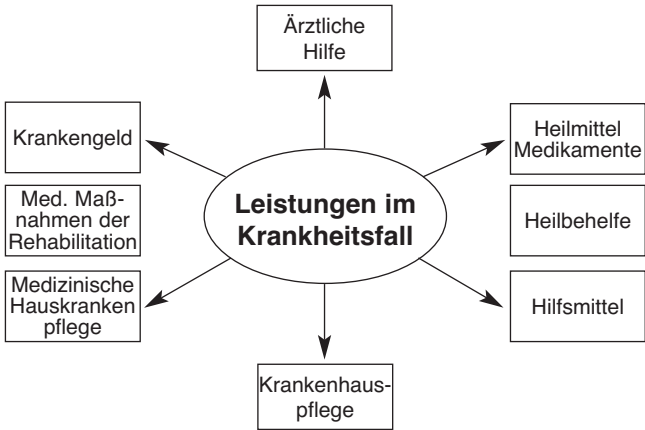 Ärztliche
Hilfe
Krankengeld
Heilmittel
Medikamente
Med. Maß-
nahmen der
Rehabilitation
Leistungen im
Krankheitsfall
Heilbehelfe
Medizinische
Hauskranken
pflege
Hilfsmittel
Krankenhaus-
pflege